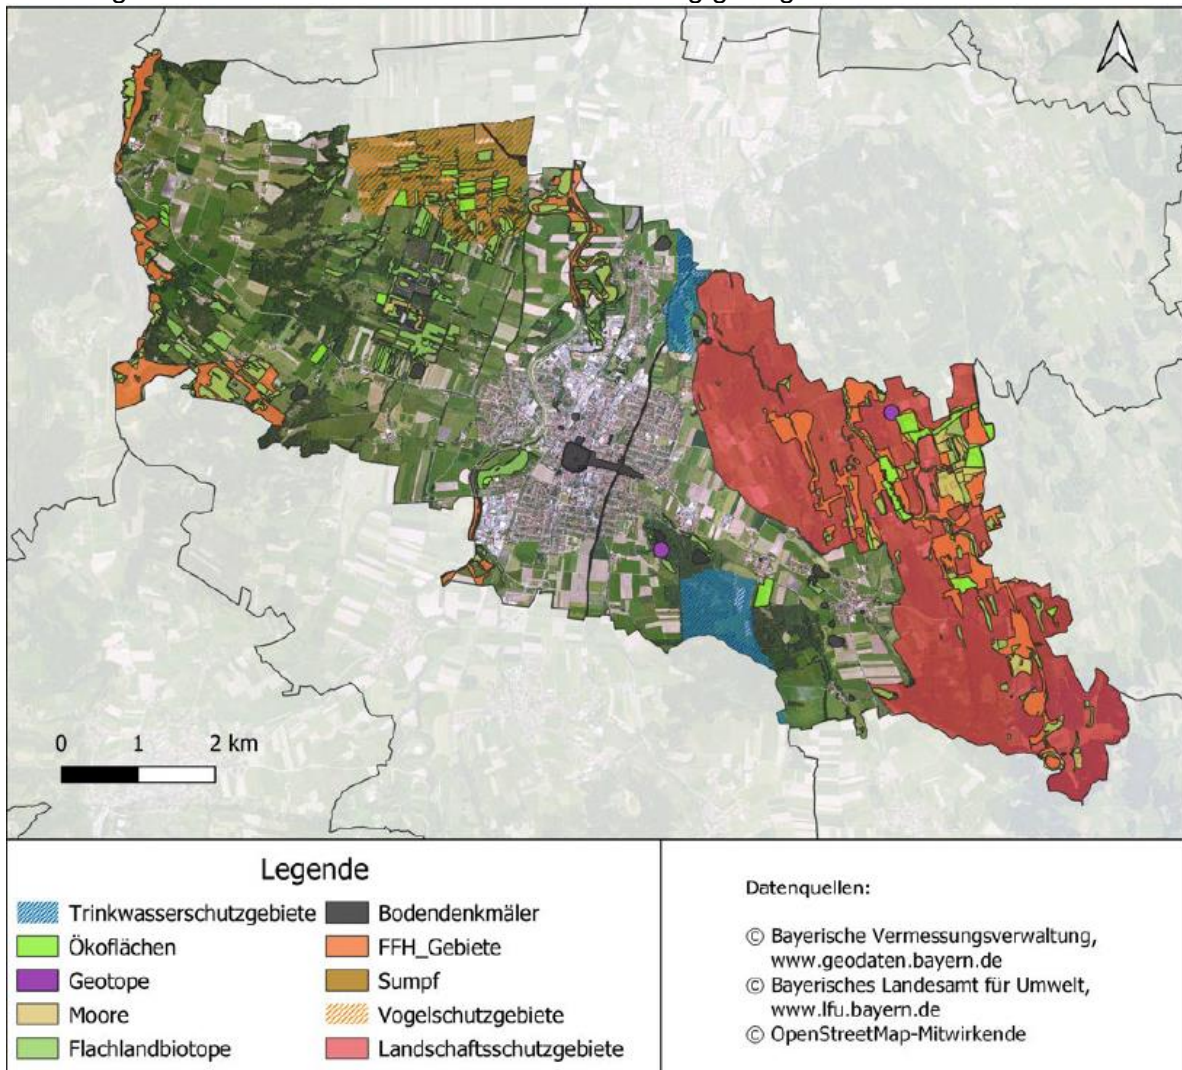 0 1 2 km
Legende
Trinkwasserschutzgebiete
Ökoflächen
Geotope
Moore
Flachlandbiotope
Bodendenkmäler
FFH_Gebiete
Sumpf
Vogelschutzgebiete
Landschaftsschutzgebiete
Datenquellen:
© Bayerische Vermessungsverwaltung,
www.geodaten.bayern.de
© Bayerisches Landesamt für Umwelt,
www.lfu.bayern.de
© OpenStreetMap-Mitwirkende